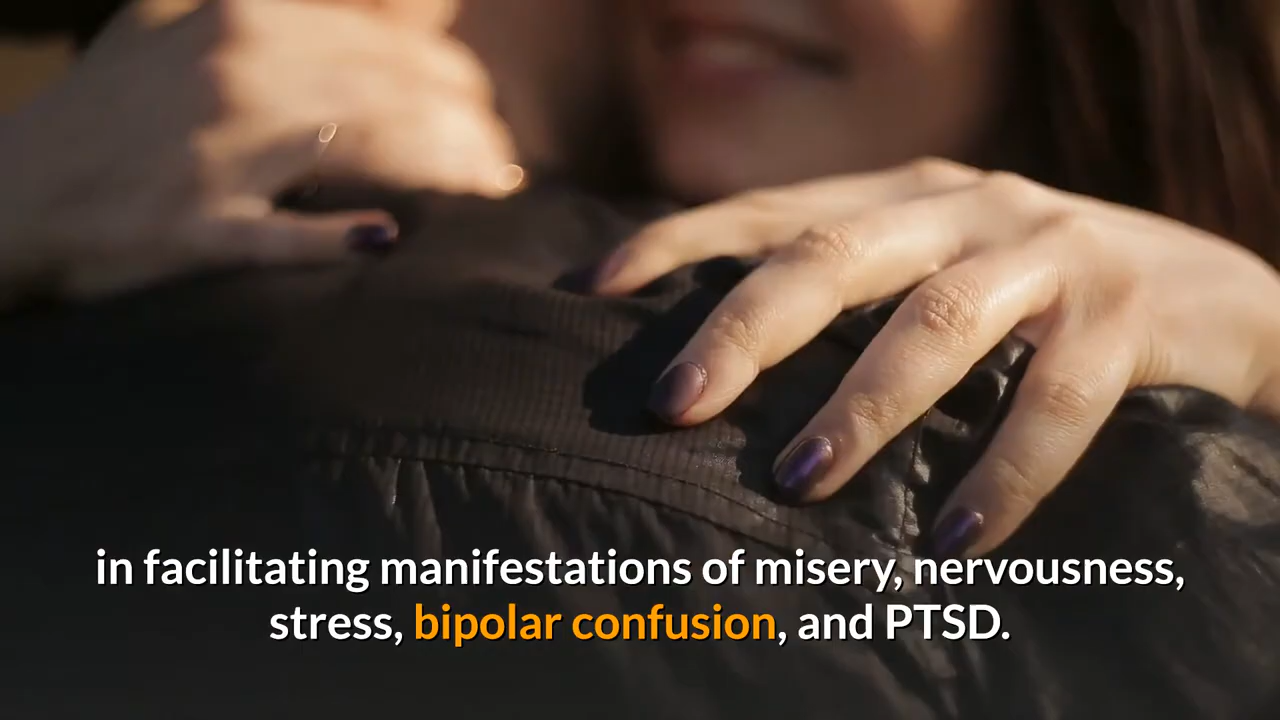 in facilitating manifestations of misery, nervousness,
stress, bipolar confusion, and PTSD.